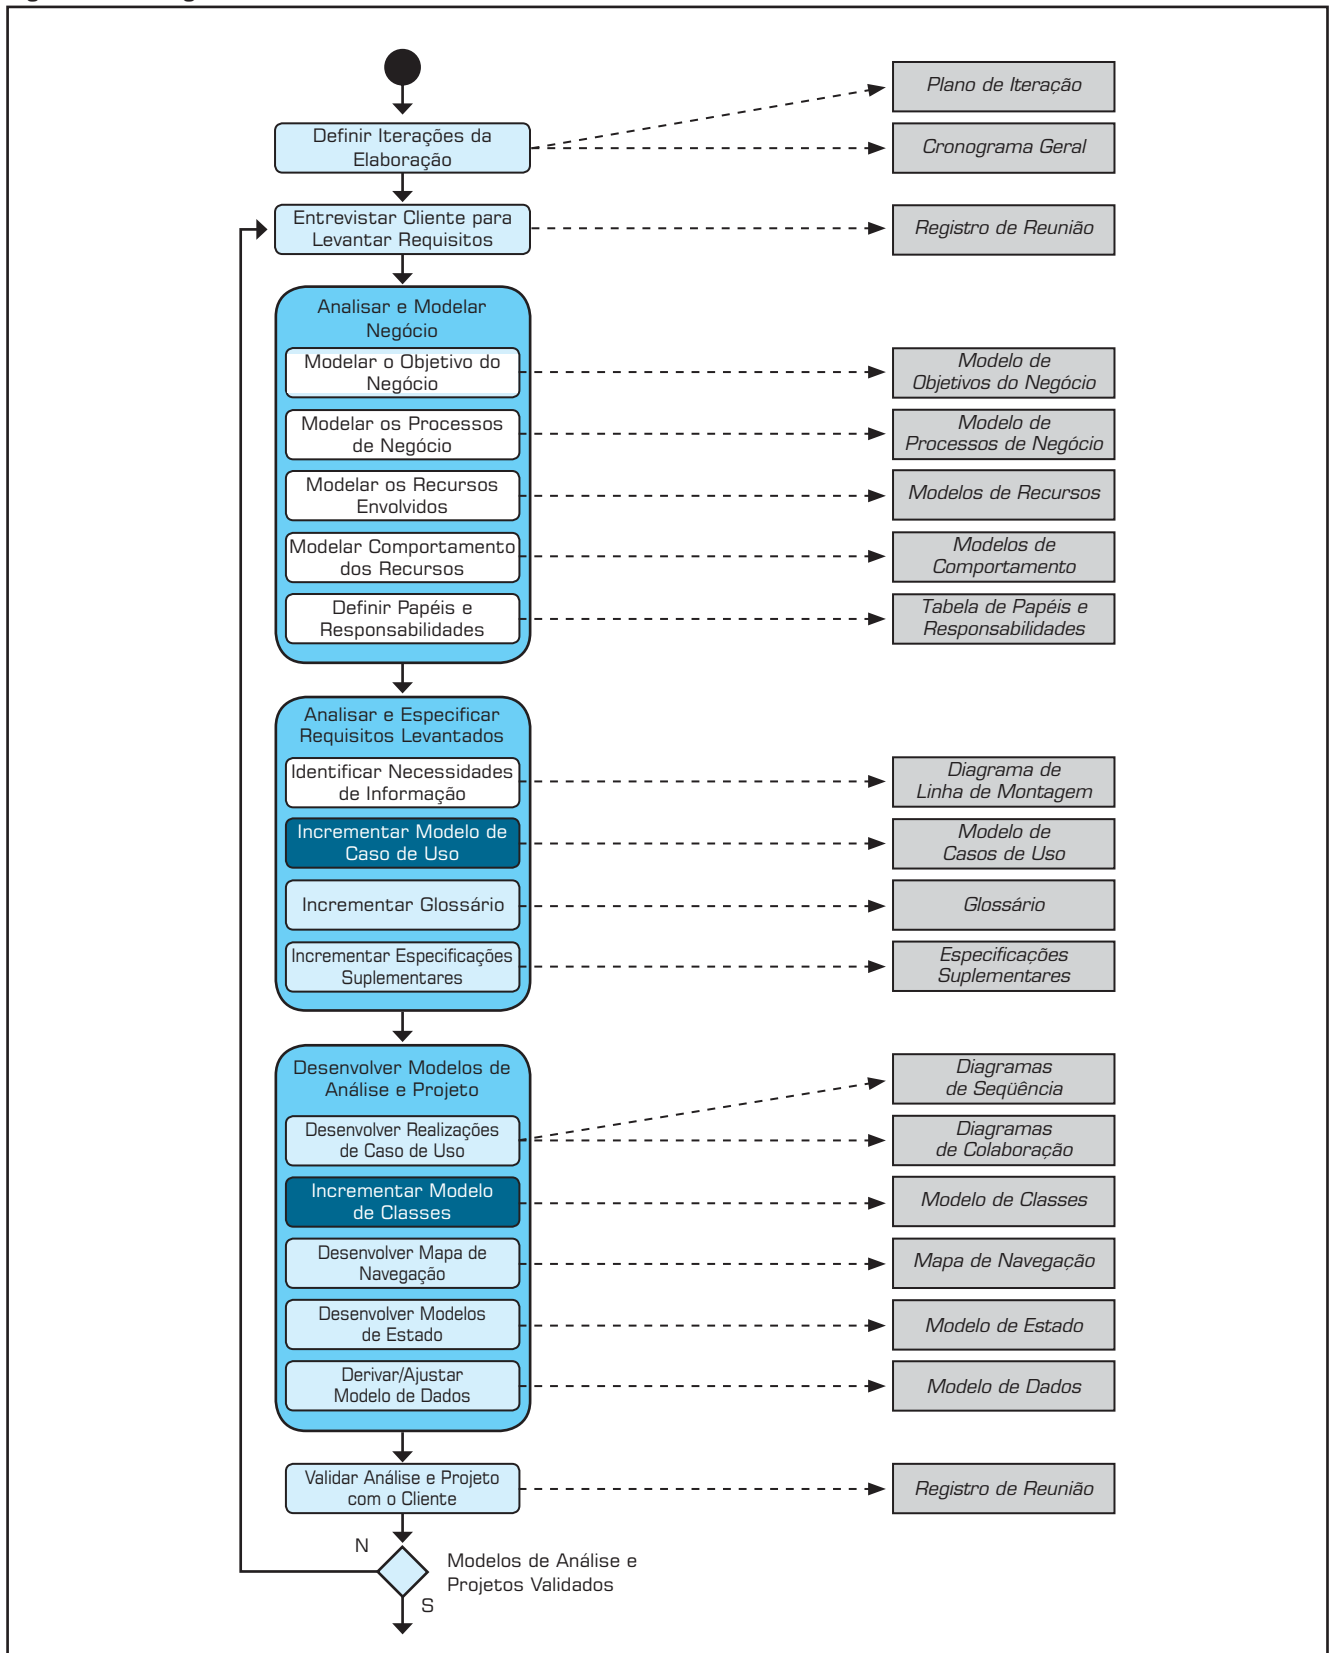 Definir Iterações da
Elaboração
Plano de Iteração
Cronograma Geral
Entrevistar Cliente para
Levantar Requisitos
Registro de Reunião
Analisar e Modelar
Negócio
Modelar o Objetivo do
Negócio
Modelo de
Objetivos do Negócio
Modelar os Processos
de Negócio
Modelo de
Processos de Negócio
Modelar os Recursos
Envolvidos
Modelos de Recursos
Modelar Comportamento
dos Recursos
Modelos de
Comportamento
Definir Papéis e
Responsabilidades
Tabela de Papéis e
Responsabilidades
Analisar e Especificar
Requisitos Levantados
Identificar Necessidades
de Informação
Diagrama de
Linha de Montagem
Incrementar Modelo de
Caso de Uso
Modelo de
Casos de Uso
Incrementar Glossário
Glossário
Incrementar Especificações
Suplementares
Especificações
Suplementares
Desenvolver Modelos de
Análise e Projeto
Desenvolver Realizações
de Caso de Uso
Diagramas
de Seqüência
Diagramas
de Colaboração
Incrementar Modelo
de Classes
Modelo de Classes
Desenvolver Mapa de
Navegação
Mapa de Navegação
Desenvolver Modelos
de Estado
Modelo de Estado
Derivar/Ajustar
Modelo de Dados
Modelo de Dados
Validar Análise e Projeto
com o Cliente
Registro de Reunião
N
Modelos de Análise e
Projetos Validados
S